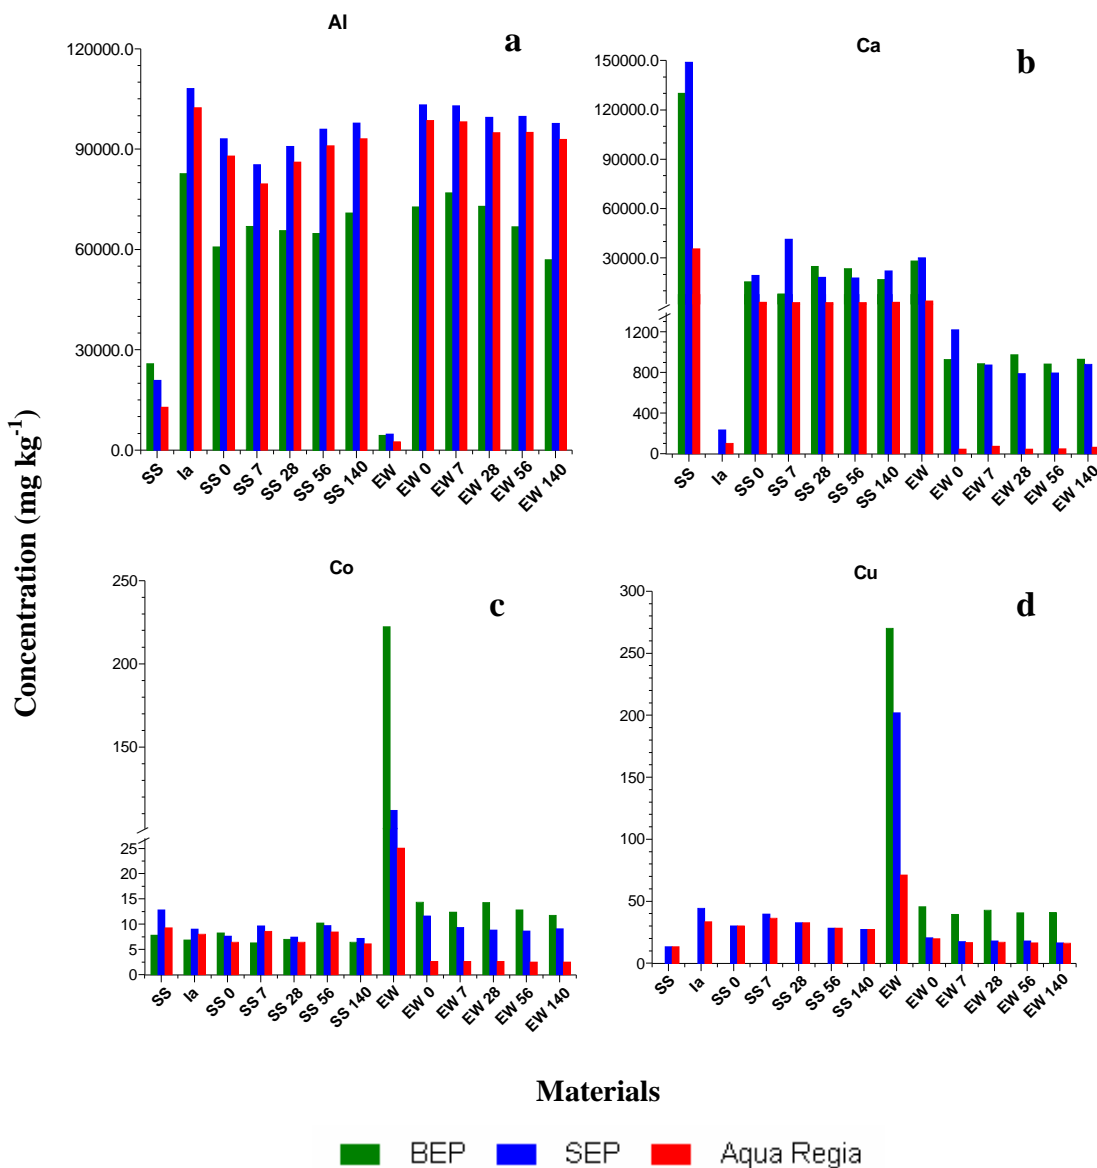 Al
a
120000.0
90000.0
60000.0
30000.0
0.0
SS
Ia
SS 0
SS 7
SS 28
SS 56
SS 140
EW
EW 0
EW 7
EW 28
EW 56
EW 140
Ca
b
150000.0
120000.0
90000.0
70000.0
30000.0
1200
800
400
0
SS
Ia
SS 0
SS 7
SS 28
SS 56
SS 140
EW
EW 0
EW 7
EW 28
EW 56
EW 140
Concentration (mg kg⁻¹)
Co
c
250
200
150
25
20
15
10
5
0
SS
Ia
SS 0
SS 7
SS 28
SS 56
SS 140
EW
EW 0
EW 7
EW 28
EW 56
EW 140
Cu
d
300
250
200
150
100
50
0
SS
Ia
SS 0
SS 7
SS 28
SS 56
SS 140
EW
EW 0
EW 7
EW 28
EW 56
EW 140
Materials
BEP SEP Aqua Regia